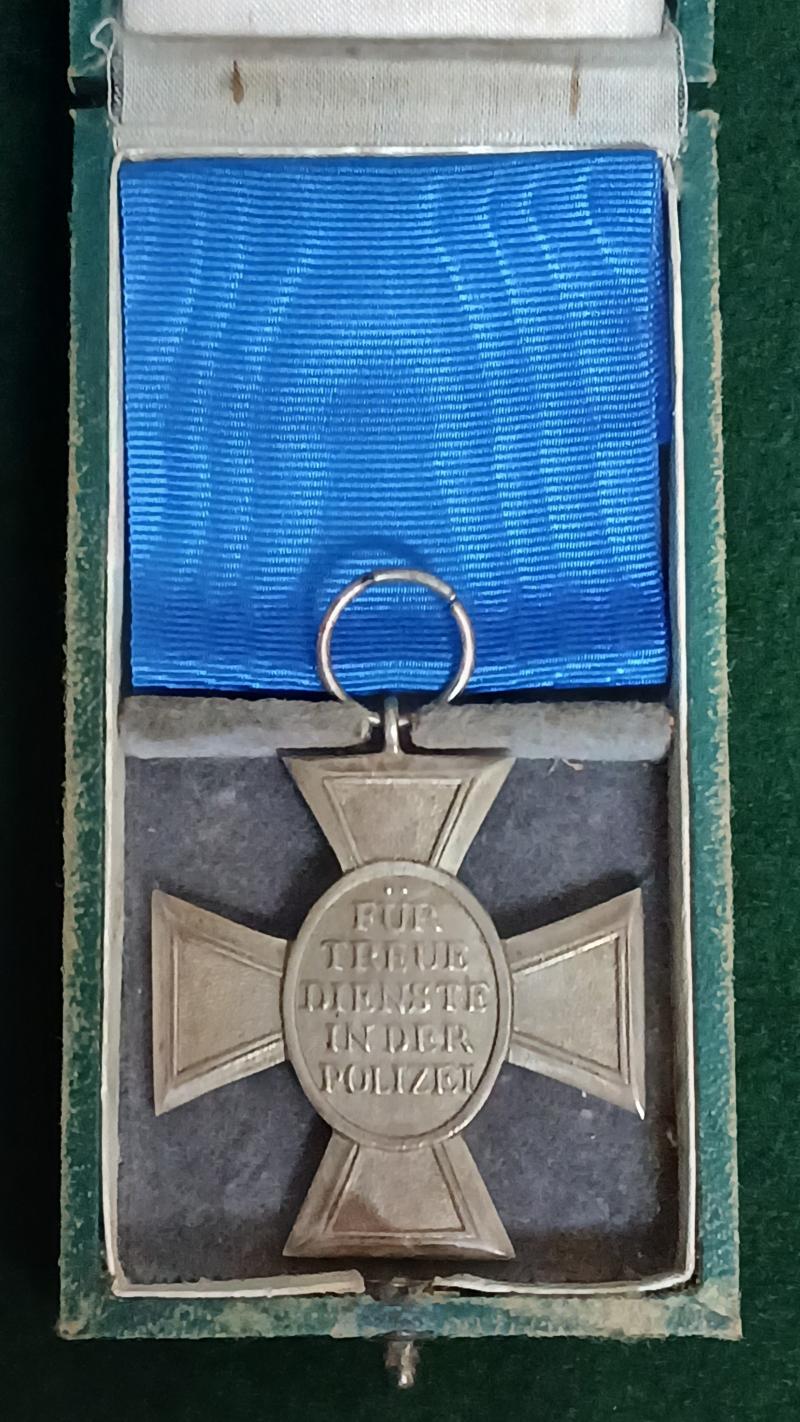 FÜR
TREUE
DIENSTE
IN DER
POLIZEI